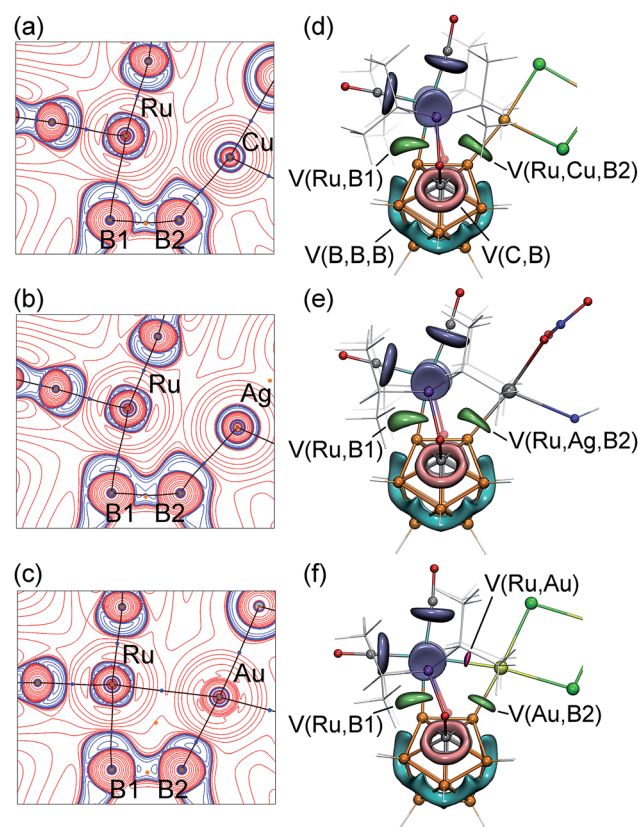 (a)
Ru
Cu
B1 B2
(d)
V(Ru,B1)
V(Ru,Cu,B2)
V(B,B,B)
V(C,B)
(b)
Ru
Ag
B1 B2
(e)
V(Ru,B1)
V(Ru,Ag,B2)
(c)
Ru
Au
B1 B2
(f)
V(Ru,Au)
V(Ru,B1)
V(Au,B2)